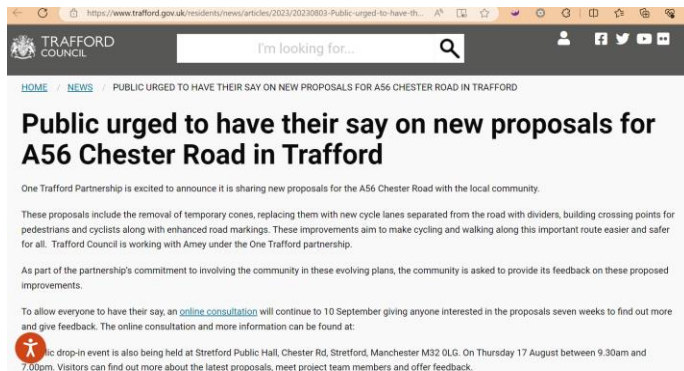 https://www.trafford.gov.uk/residents/news/articles/2023/20230803-Public-urged-to-have-th...
TRAFFORD
COUNCIL
I'm looking for...
HOME / NEWS / PUBLIC URGED TO HAVE THEIR SAY ON NEW PROPOSALS FOR A56 CHESTER ROAD IN TRAFFORD
Public urged to have their say on new proposals for
A56 Chester Road in Trafford
One Trafford Partnership is excited to announce it is sharing new proposals for the A56 Chester Road with the local community.
These proposals include the removal of temporary cones, replacing them with new cycle lanes separated from the road with dividers, building crossing points for
pedestrians and cyclists along with enhanced road markings. These improvements aim to make cycling and walking along this important route easier and safer
for all. Trafford Council is working with Amey under the One Trafford partnership.
As part of the partnership's commitment to involving the community in these evolving plans, the community is asked to provide its feedback on these proposed
improvements.
To allow everyone to have their say, an online consultation will continue to 10 September giving anyone interested in the proposals seven weeks to find out more
and give feedback. The online consultation and more information can be found at:
ic drop-in event is also being held at Stretford Public Hall, Chester Rd, Stretford, Manchester M32 0LG. On Thursday 17 August between 9.30am and
7.00pm. Visitors can find out more about the latest proposals, meet project team members and offer feedback.